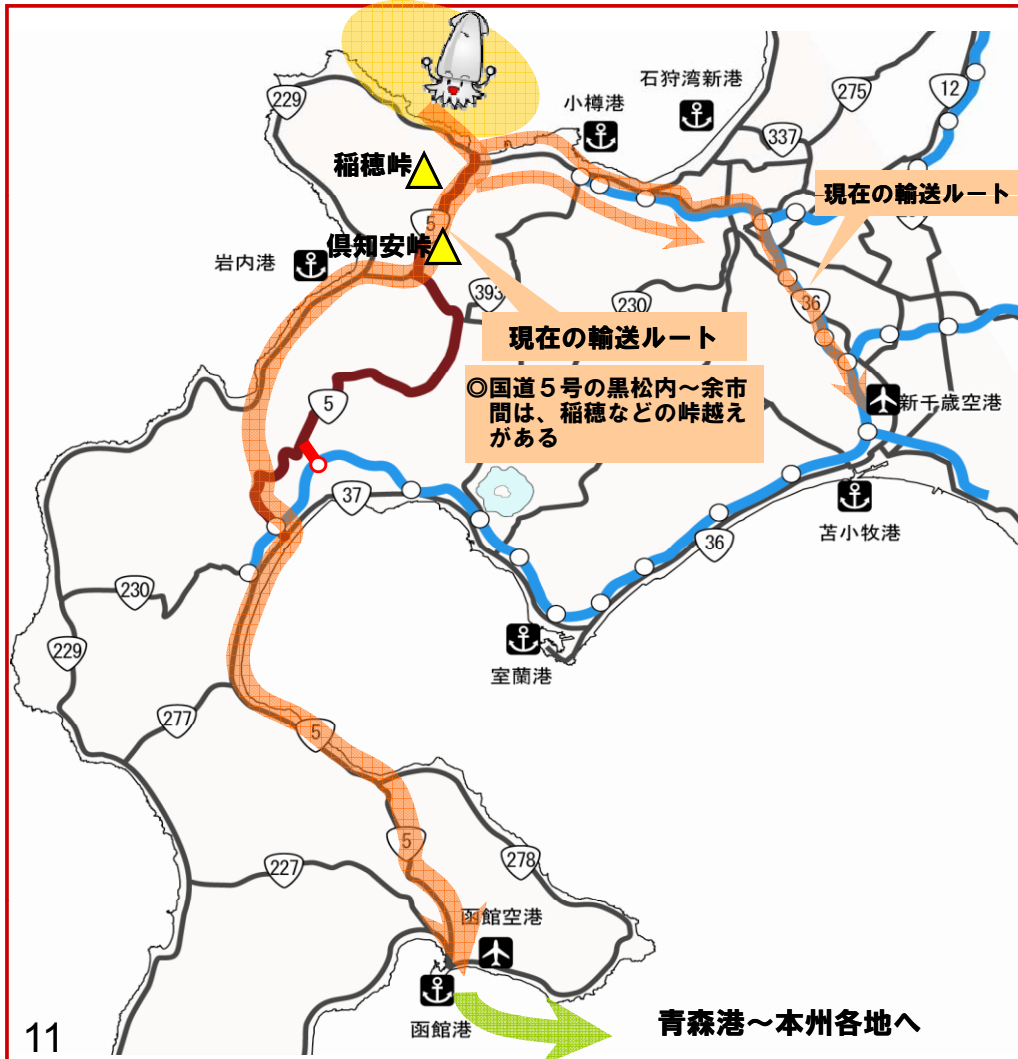 229
石狩湾新港
小樽港
275
12
337
稲穂峠
現在の輸送ルート
5
倶知安峠
岩内港
393
230
36
現在の輸送ルート
◎国道５号の黒松内～余市
間は、稲穂などの峠越え
がある
5
新千歳空港
37
苫小牧港
36
230
229
室蘭港
277
5
5
278
227
函館空港
函館港
青森港～本州各地へ
11